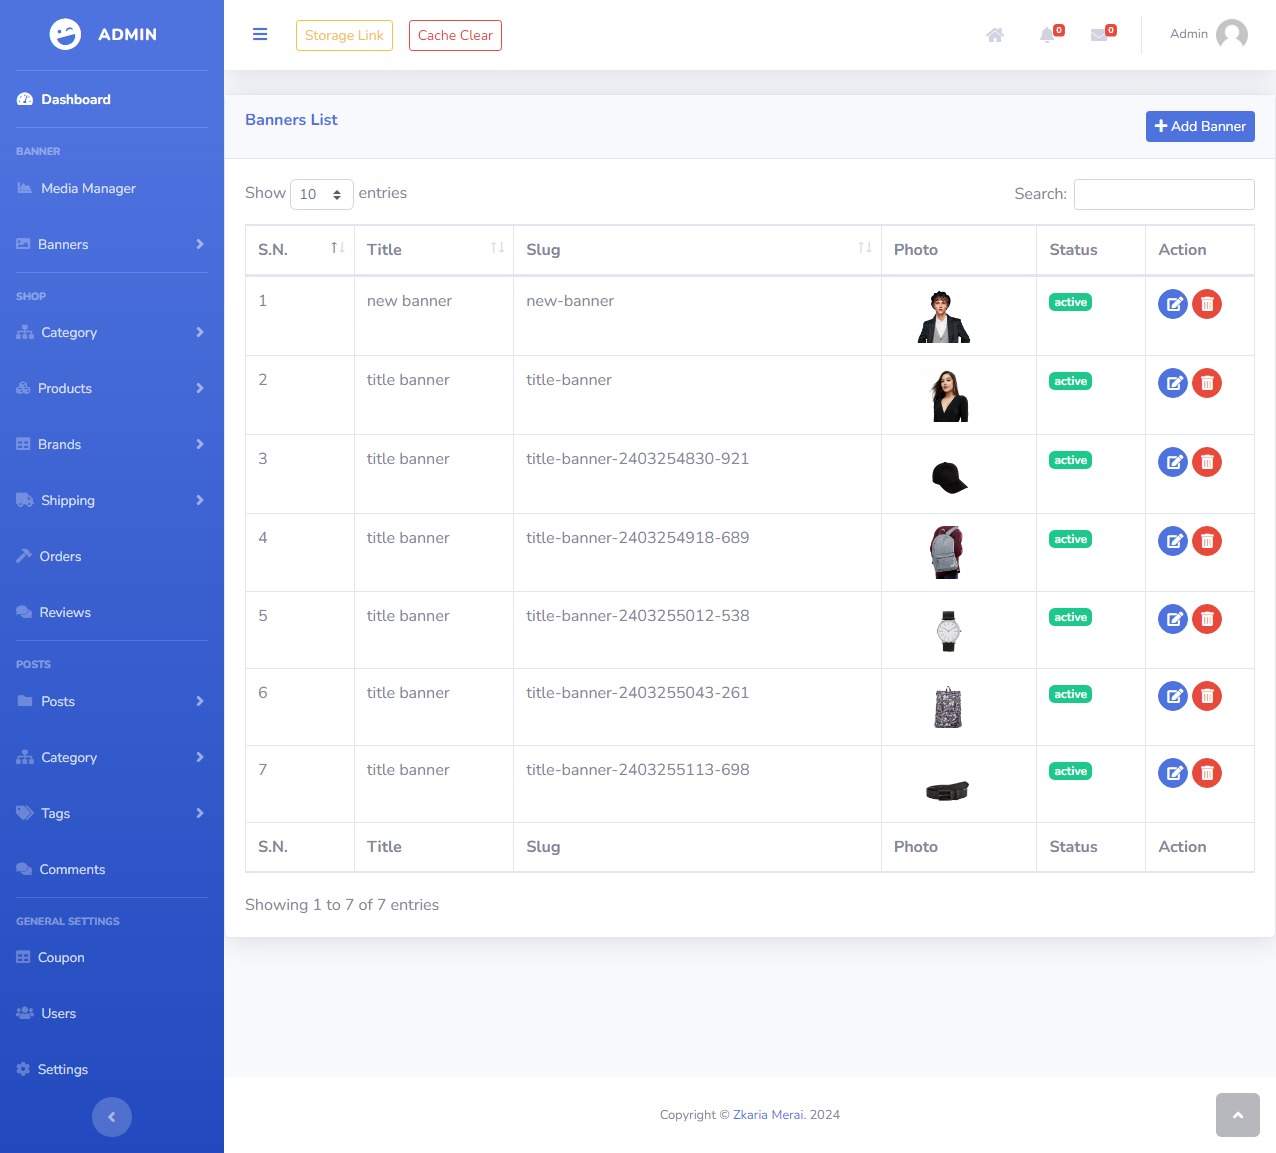 ADMIN
Storage Link
Cache Clear
0
0
Admin
Dashboard
BANNER
Media Manager
Banners
SHOP
Category
Products
Brands
Shipping
Orders
Reviews
POSTS
Posts
Category
Tags
Comments
GENERAL SETTINGS
Coupon
Users
Settings
Banners List
Add Banner
Show 10 entries
Search:
S.N. Title Slug Photo Status Action
1 new banner new-banner active
2 title banner title-banner active
3 title banner title-banner-2403254830-921 active
4 title banner title-banner-2403254918-689 active
5 title banner title-banner-2403255012-538 active
6 title banner title-banner-2403255043-261 active
7 title banner title-banner-2403255113-698 active
S.N. Title Slug Photo Status Action
Showing 1 to 7 of 7 entries
Copyright © Zkaria Merai. 2024